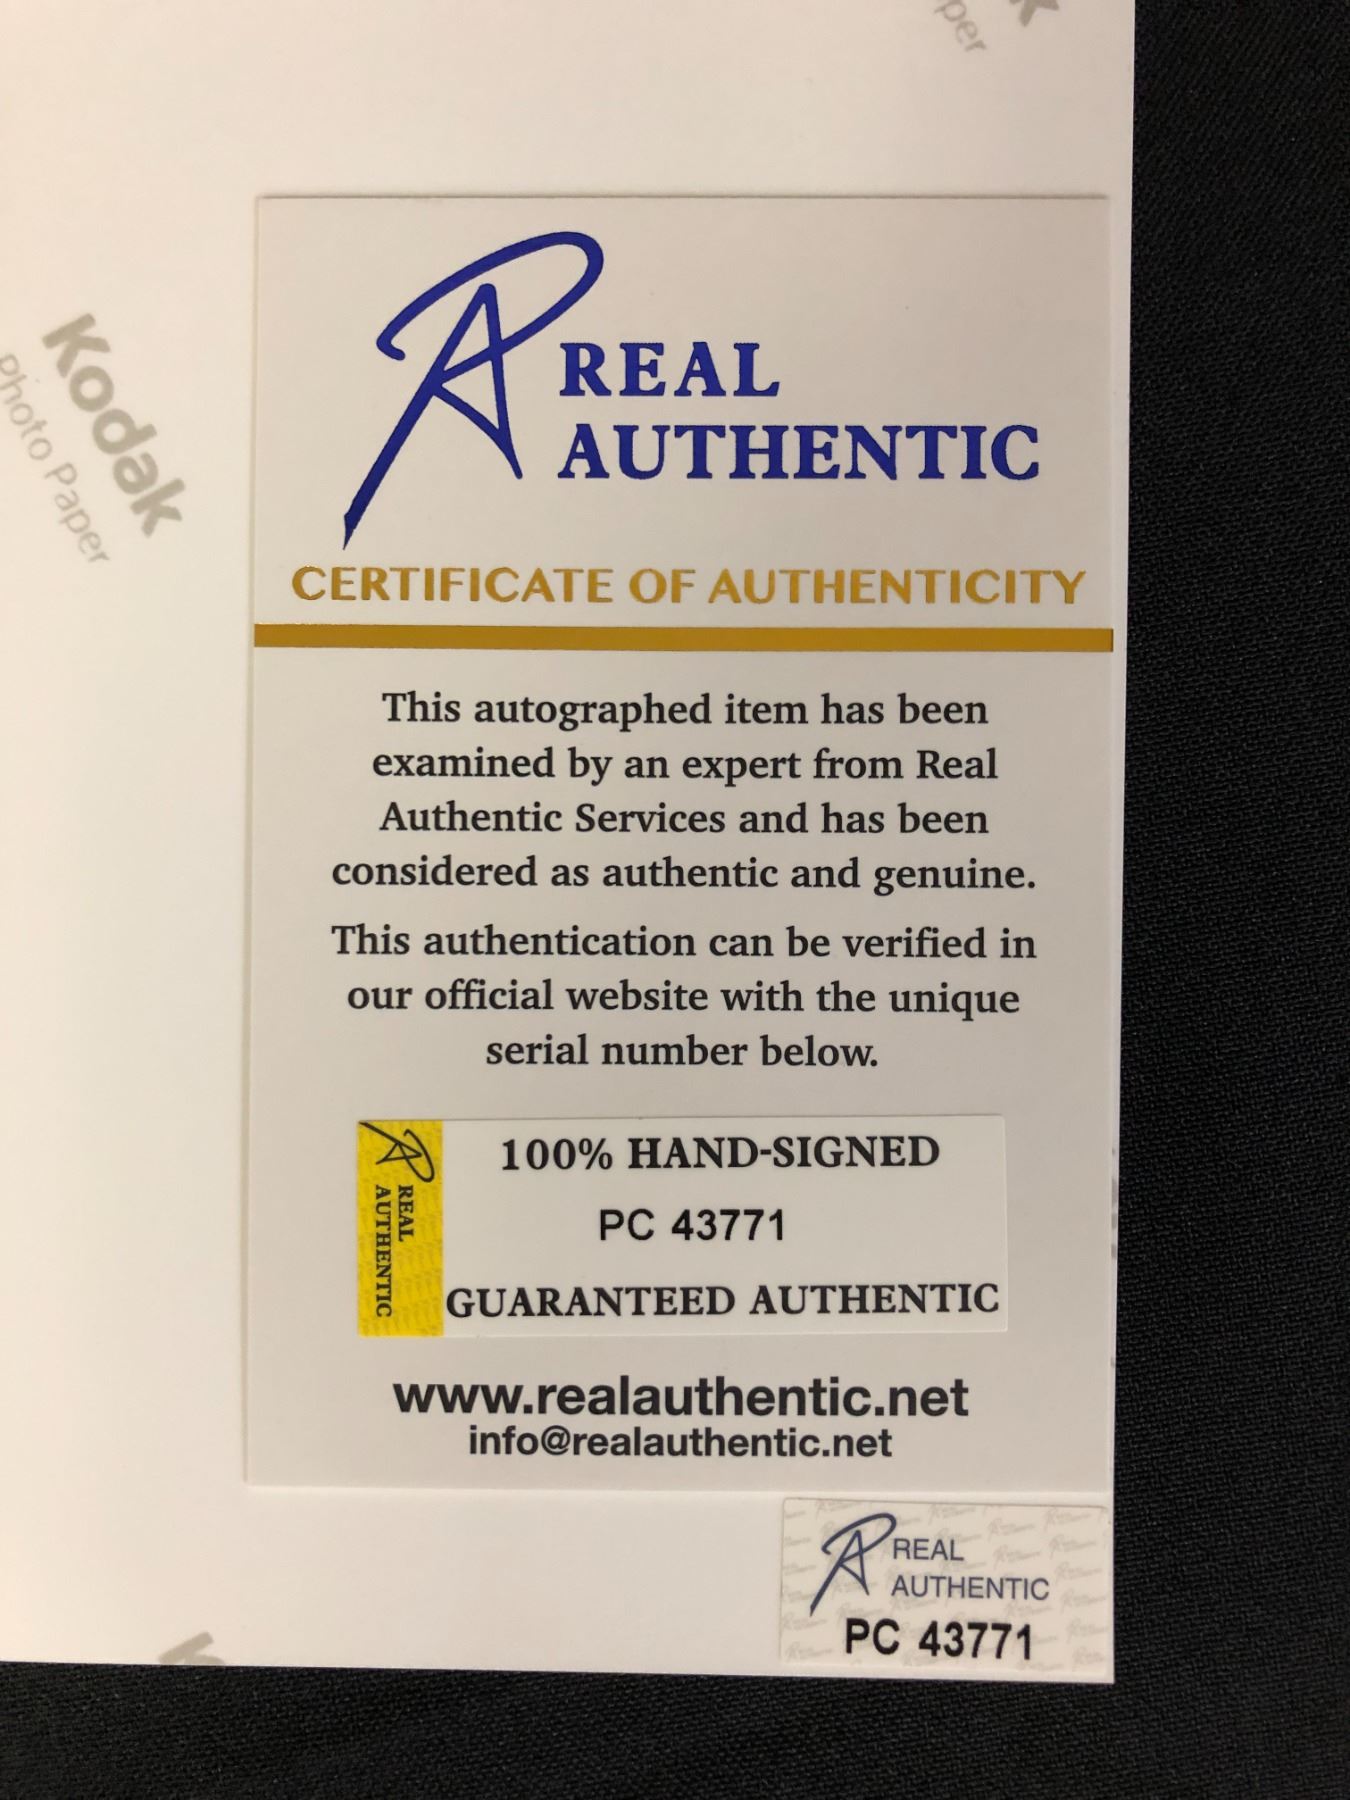 per
k
Kodak
Photo Paper
REAL
AUTHENTIC
CERTIFICATE OF AUTHENTICITY
This autographed item has been
examined by an expert from Real
Authentic Services and has been
considered as authentic and genuine.
This authentication can be verified in
our official website with the unique
serial number below.
REAL
AUTHENTIC
100% HAND-SIGNED
PC 43771
GUARANTEED AUTHENTIC
www.realauthentic.net
info@realauthentic.net
REAL
AUTHENTIC
PC 43771
K